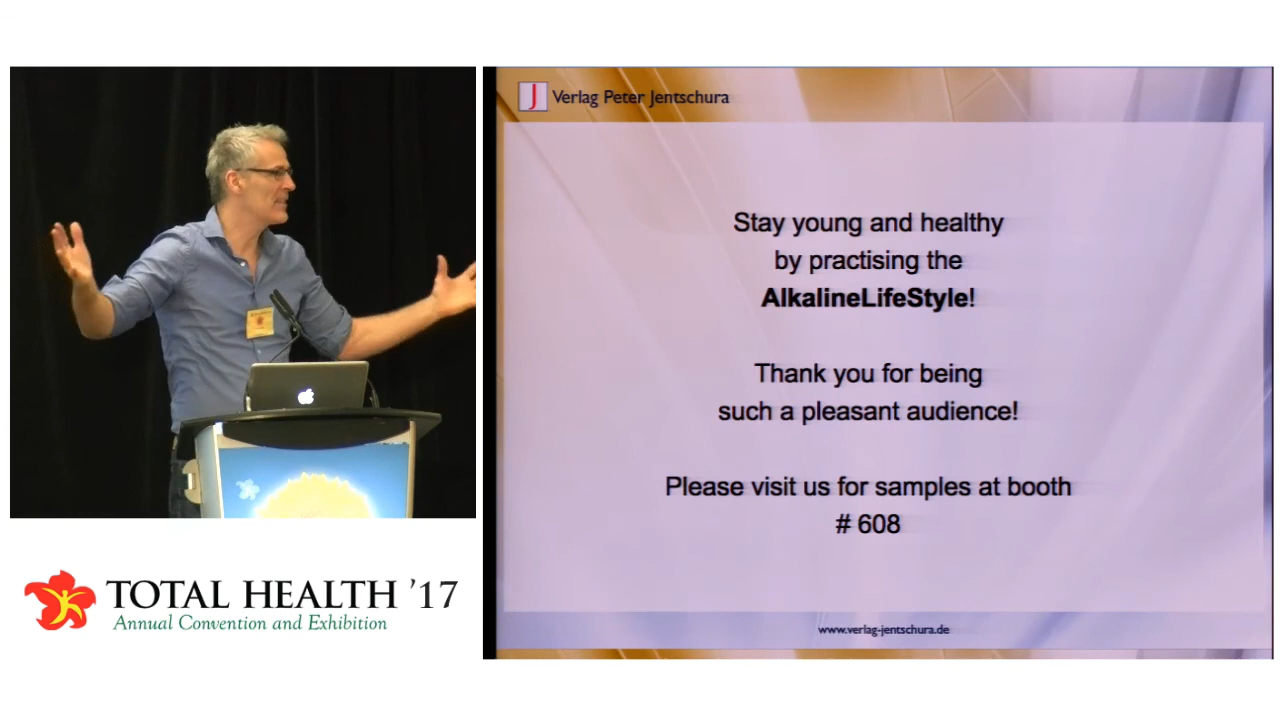 TOTAL HEALTH ’17
Annual Convention and Exhibition
J Verlag Peter Jentschura
Stay young and healthy
by practising the
AlkalineLifeStyle!
Thank you for being
such a pleasant audience!
Please visit us for samples at booth
# 608
www.verlag-jentschura.de